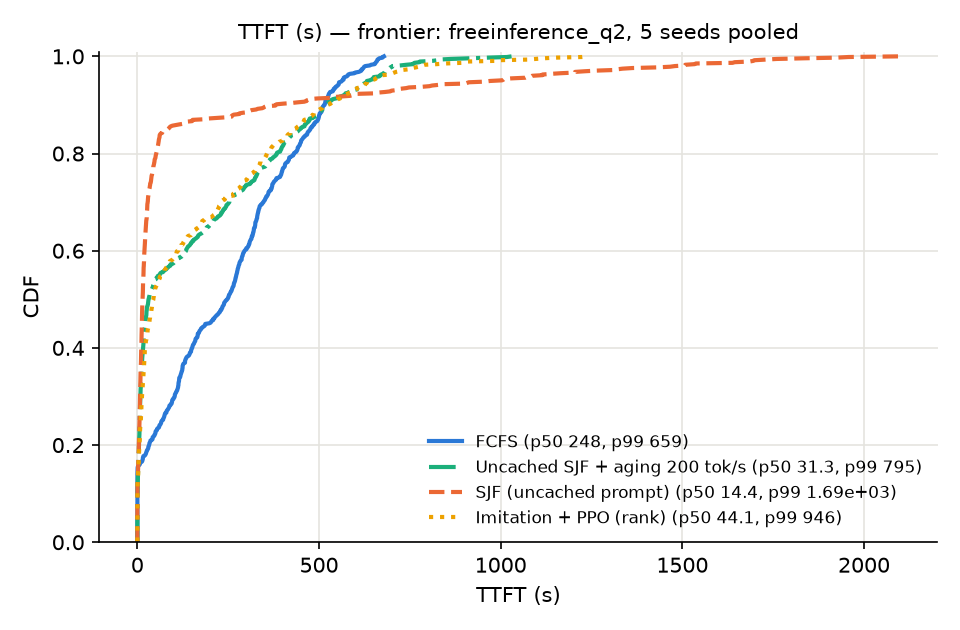 TTFT (s) — frontier: freeinference_q2, 5 seeds pooled
1.0
0.8
0.6
0.4
0.2
0.0
CDF
FCFS (p50 248, p99 659)
Uncached SJF + aging 200 tok/s (p50 31.3, p99 795)
SJF (uncached prompt) (p50 14.4, p99 1.69e+03)
Imitation + PPO (rank) (p50 44.1, p99 946)
0 500 1000 1500 2000
TTFT (s)